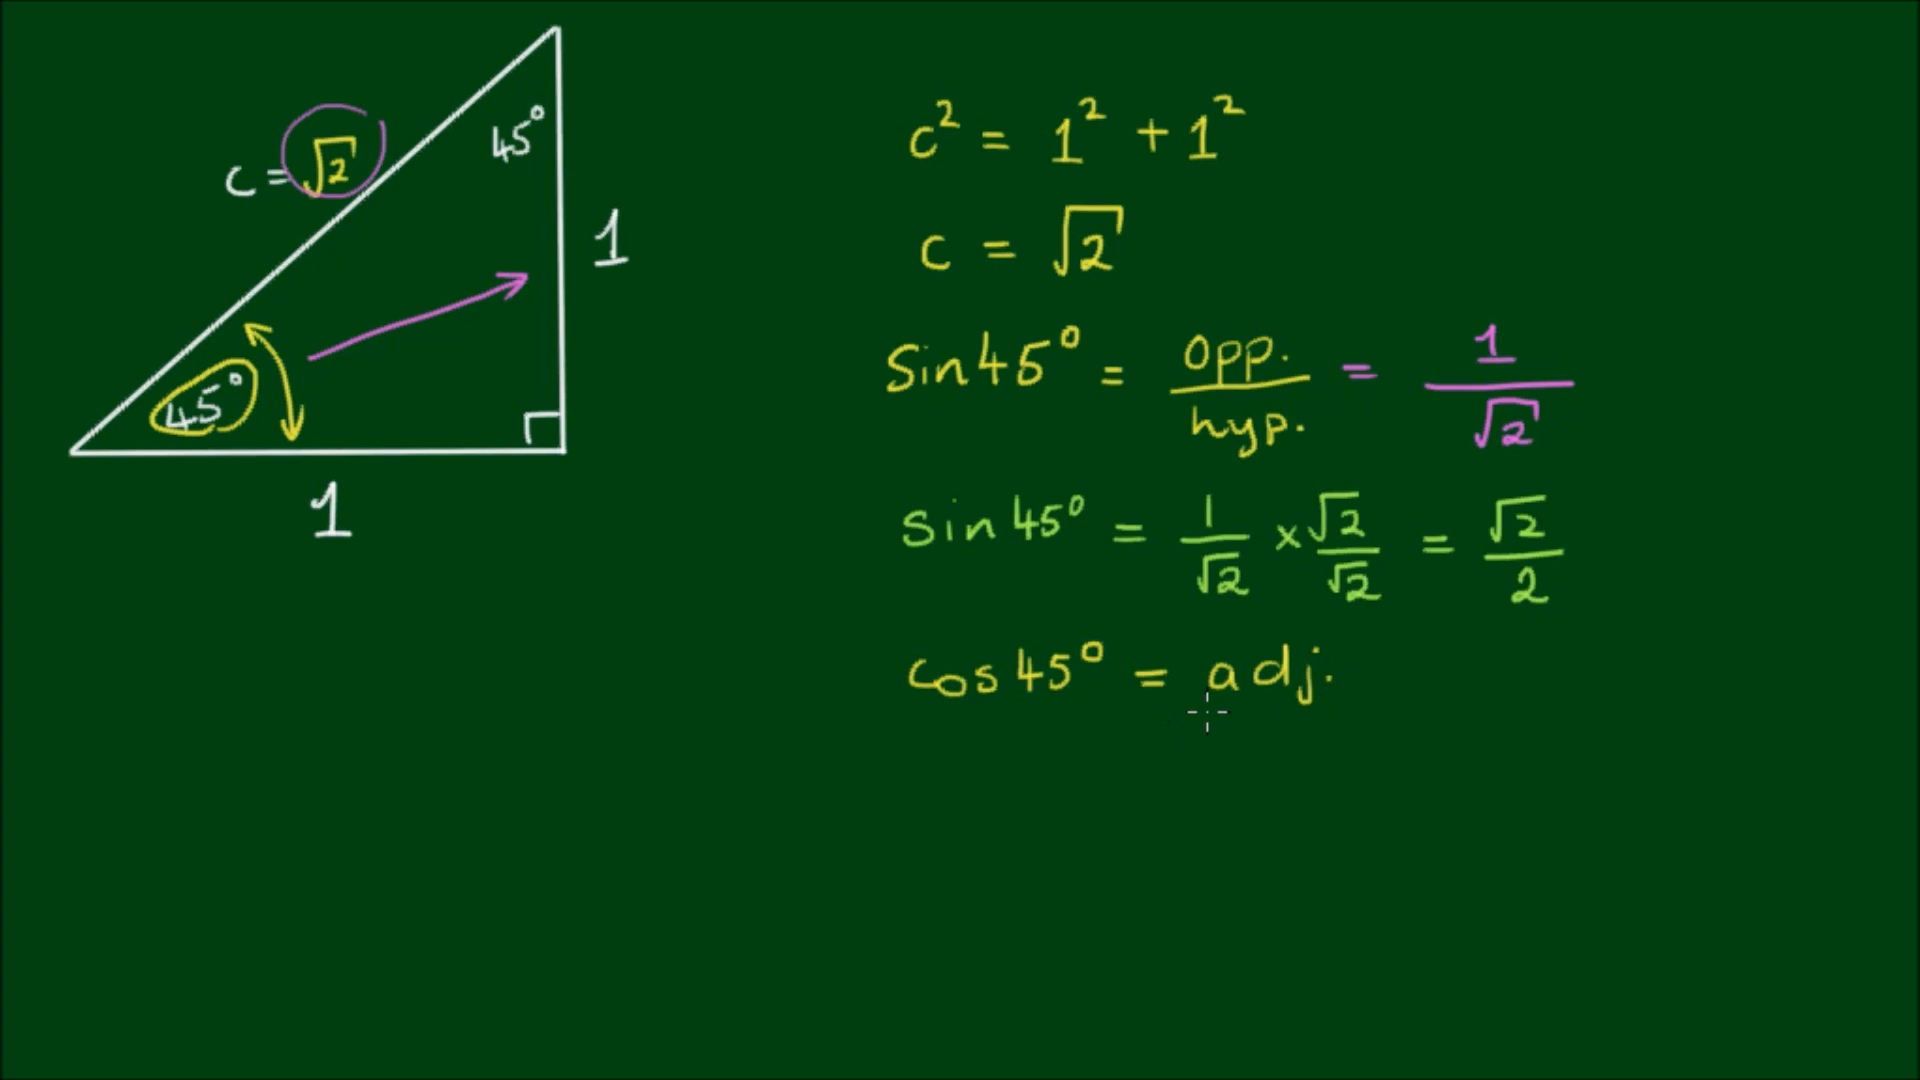 c = √2
45°
1
45°
1
c² = 1² + 1²
c = √2
Sin45° = opp./hyp. = 1/√2
Sin45° = 1/√2 × √2/√2 = √2/2
cos45° = adj.